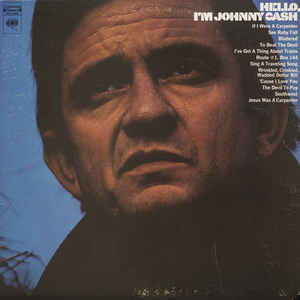 HELLO,
I'M JOHNNY CASH
If I Were A Carpenter
See Ruby Fall
Blistered
To Beat The Devil
I've Got A Thing About Trains
Route #1, Box 144
Sing A Traveling Song
Wrinkled, Crinkled,
Wadded Dollar Bill
'Cause I Love You
The Devil To Pay
Southwind
Jesus Was A Carpenter